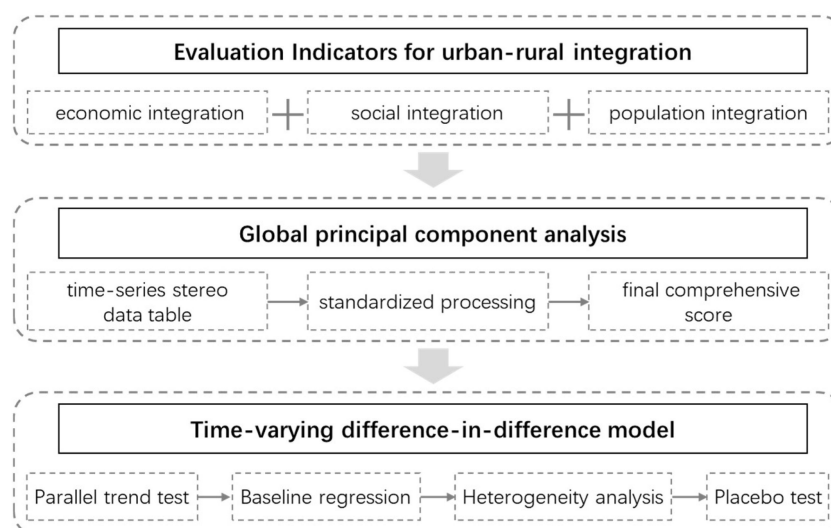 Evaluation Indicators for urban-rural integration
economic integration + social integration + population integration
Global principal component analysis
time-series stereo
data table
standardized processing
final comprehensive
score
Time-varying difference-in-difference model
Parallel trend test
Baseline regression
Heterogeneity analysis
Placebo test